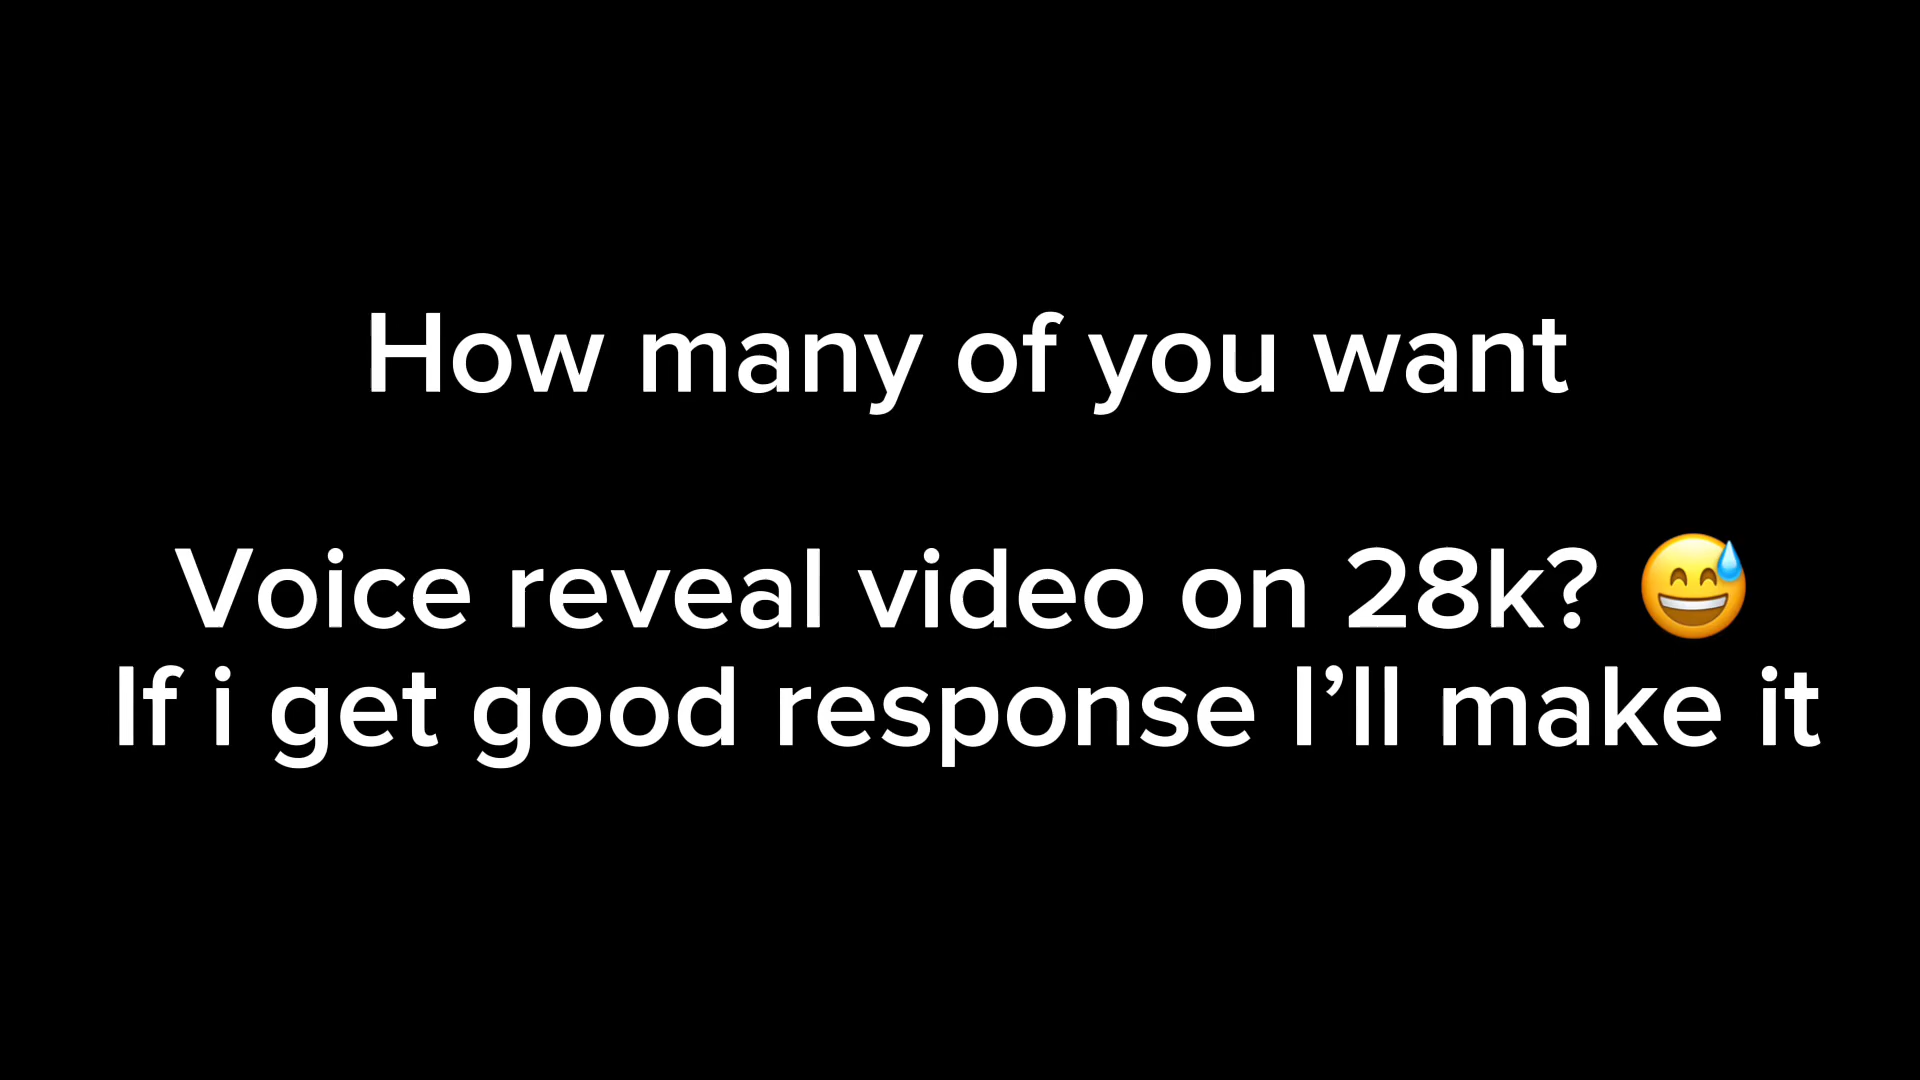 How many of you want
Voice reveal video on 28k? 😅
If i get good response I’ll make it